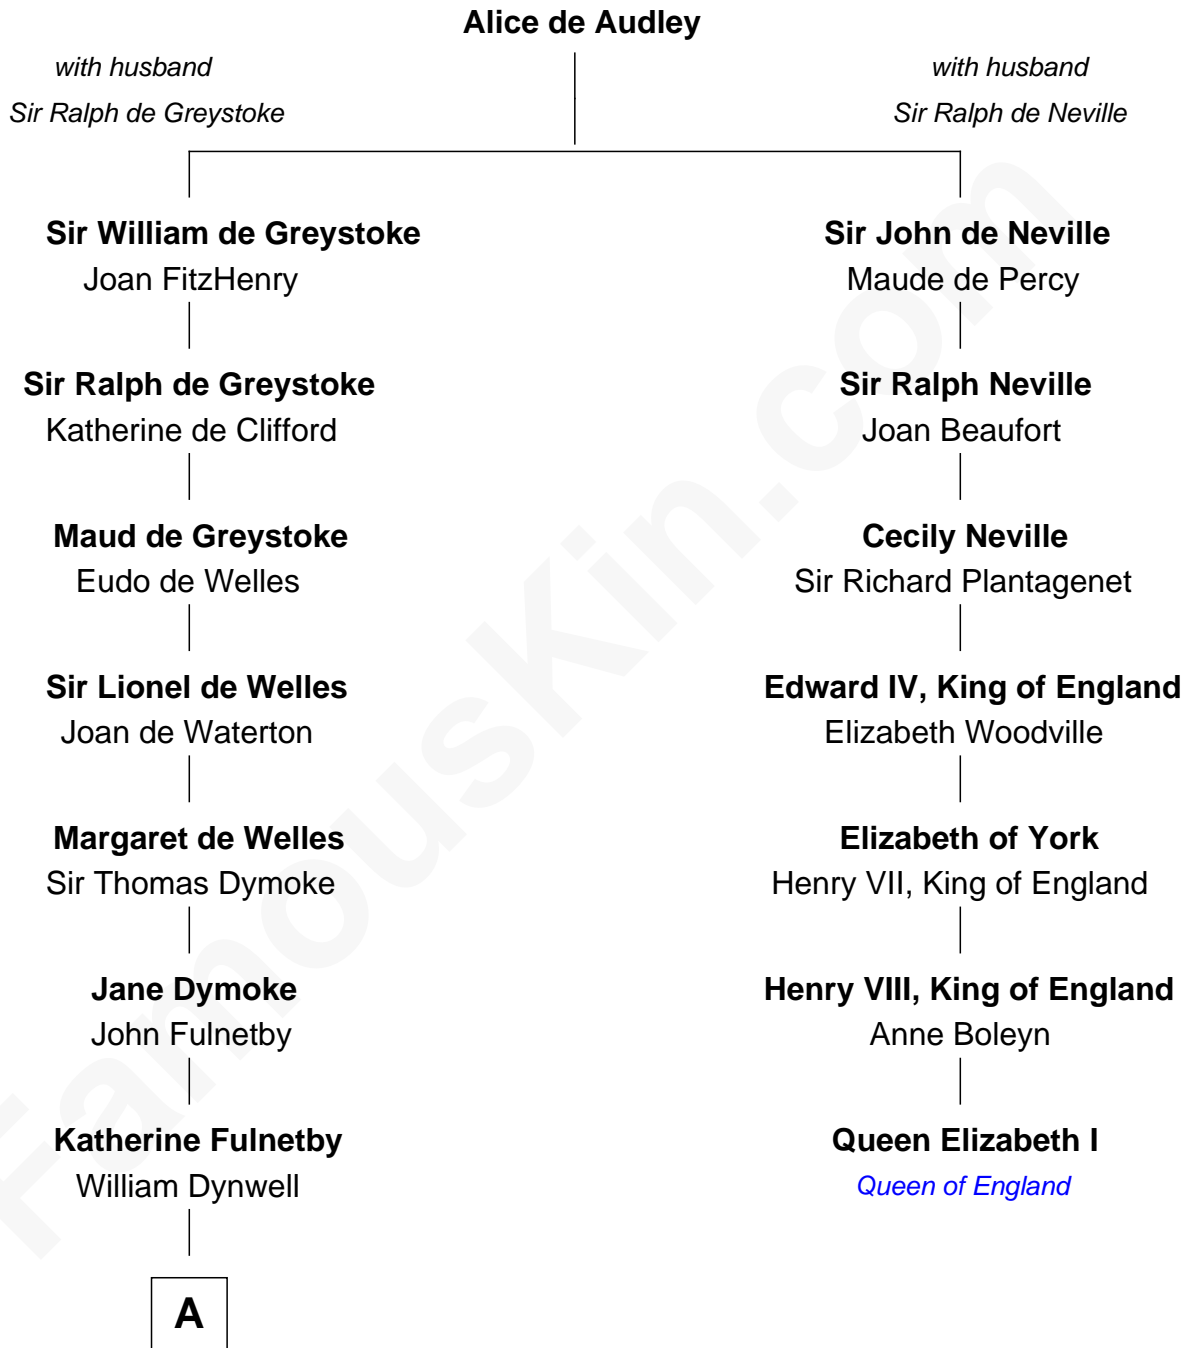 Alice de Audley
with husband
Sir Ralph de Greystoke
with husband
Sir Ralph de Neville
Sir William de Greystoke
Joan FitzHenry
Sir John de Neville
Maude de Percy
Sir Ralph de Greystoke
Katherine de Clifford
Sir Ralph Neville
Joan Beaufort
Maud de Greystoke
Eudo de Welles
Cecily Neville
Sir Richard Plantagenet
Sir Lionel de Welles
Joan de Waterton
Edward IV, King of England
Elizabeth Woodville
Margaret de Welles
Sir Thomas Dymoke
Elizabeth of York
Henry VII, King of England
Jane Dymoke
John Fulnetby
Henry VIII, King of England
Anne Boleyn
Katherine Fulnetby
William Dynwell
Queen Elizabeth I
Queen of England
A
FamousKin.com